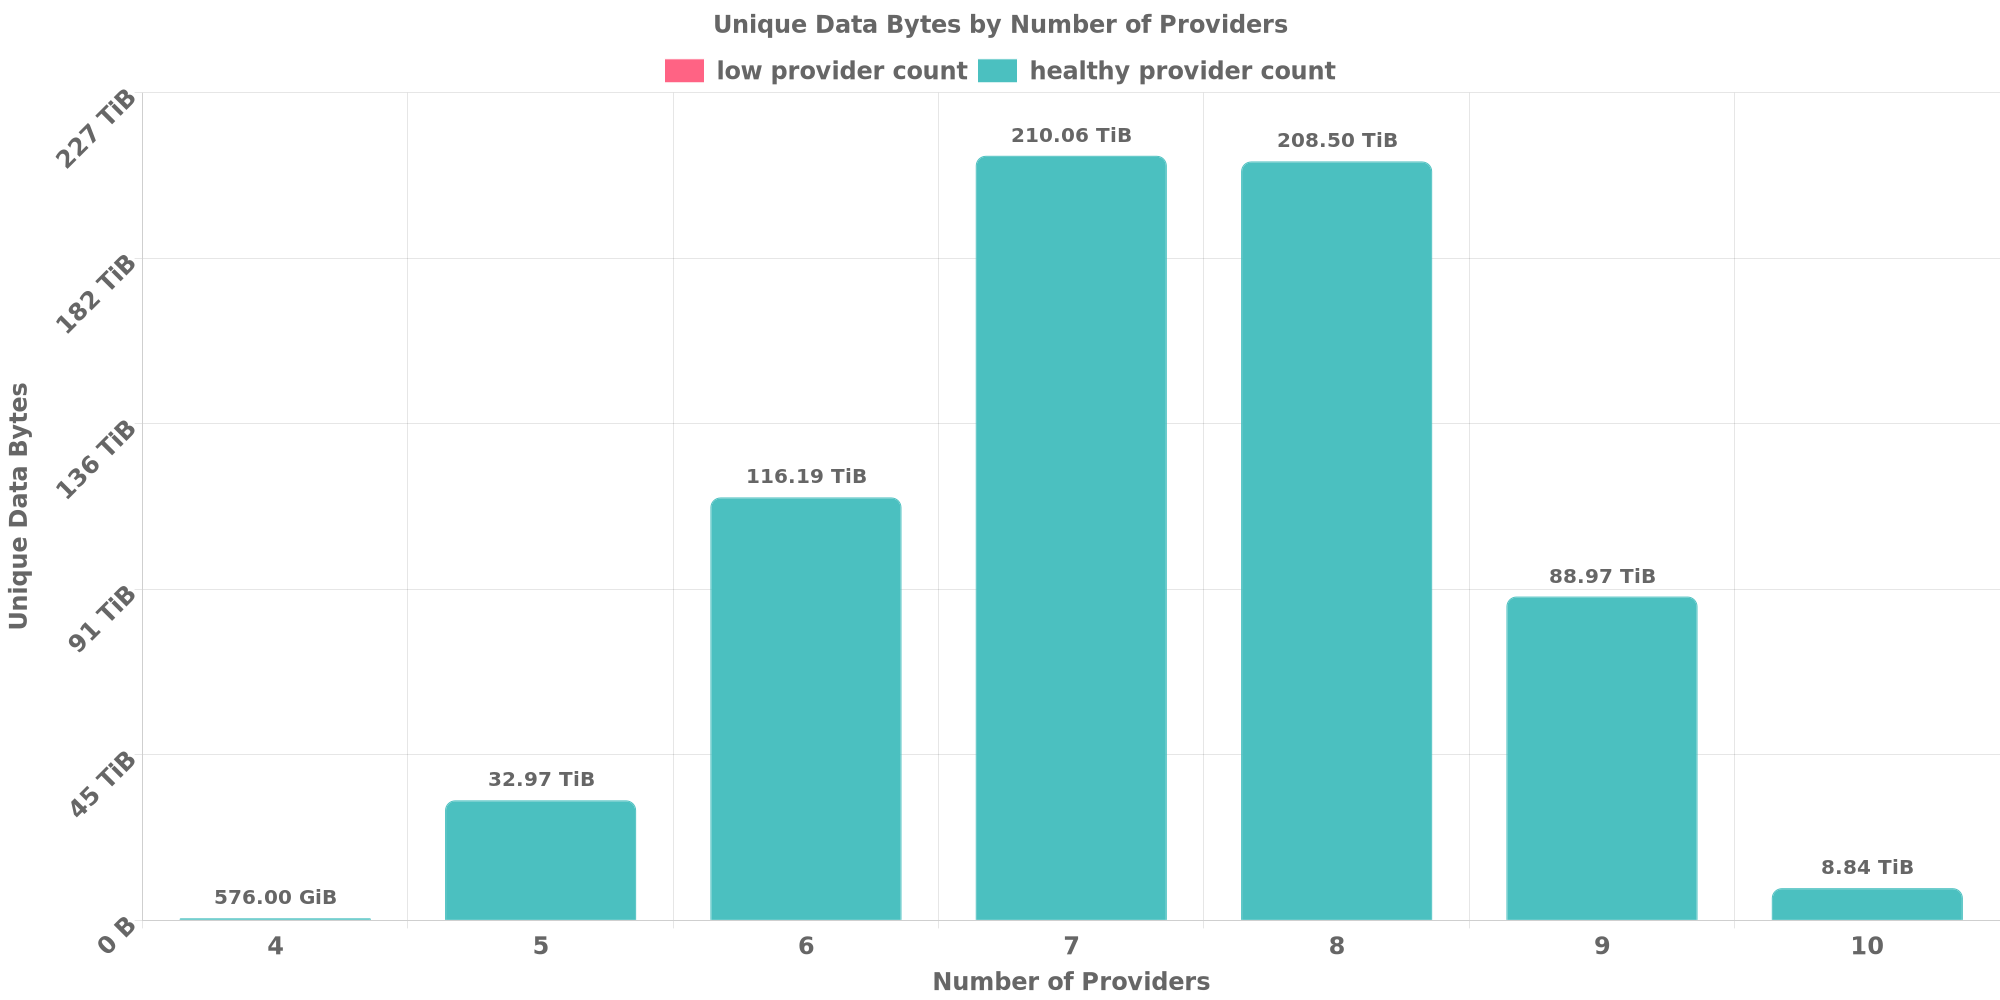 Unique Data Bytes by Number of Providers
low provider count healthy provider count
227 TiB
182 TiB
136 TiB
91 TiB
45 TiB
0 B
Unique Data Bytes
576.00 GiB
32.97 TiB
116.19 TiB
210.06 TiB
208.50 TiB
88.97 TiB
8.84 TiB
4 5 6 7 8 9 10
Number of Providers